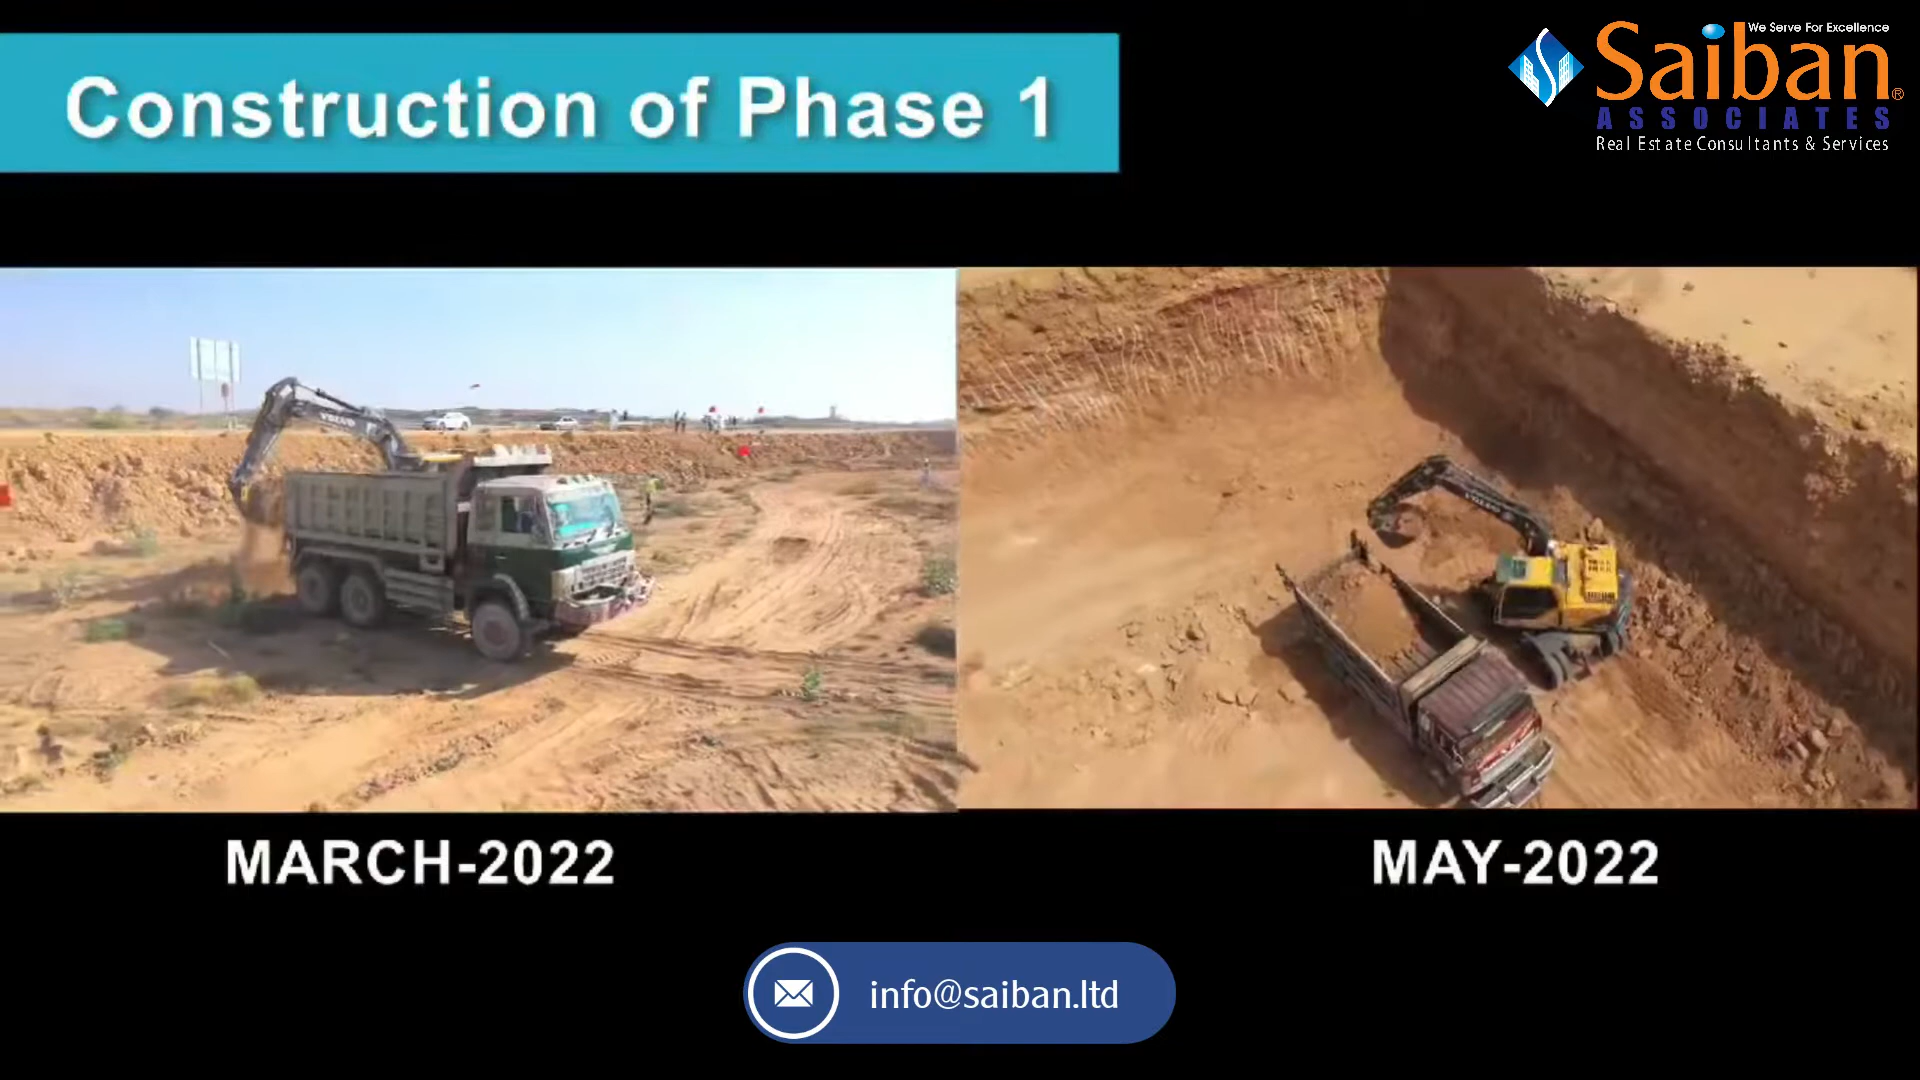 Construction of Phase 1
We Serve For Excellence
Saiban®
ASSOCIATES
Real Estate Consultants & Services
VOLVO
MARCH-2022
MAY-2022
info@saiban.ltd